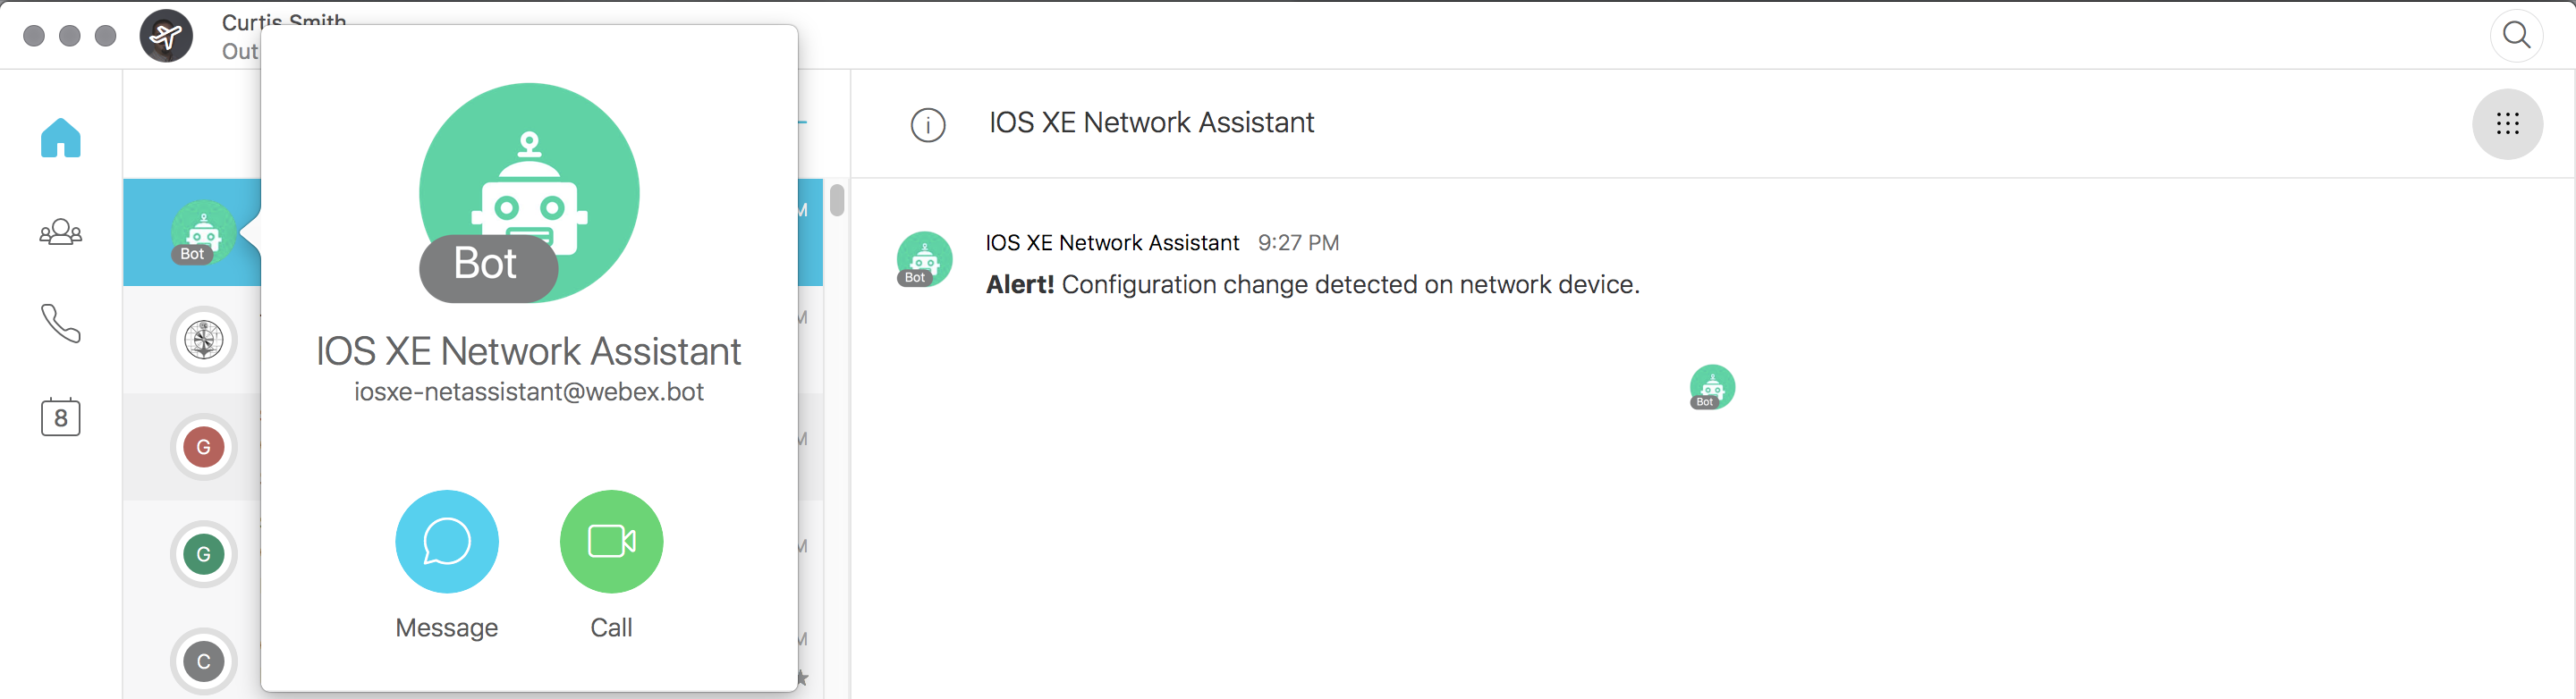 Curtis Smith
Out
8
Bot
G
G
C
Bot
IOS XE Network Assistant
iosxe-netassistant@webex.bot
Message
Call
IOS XE Network Assistant
Bot
IOS XE Network Assistant 9:27 PM
Alert! Configuration change detected on network device.
Bot